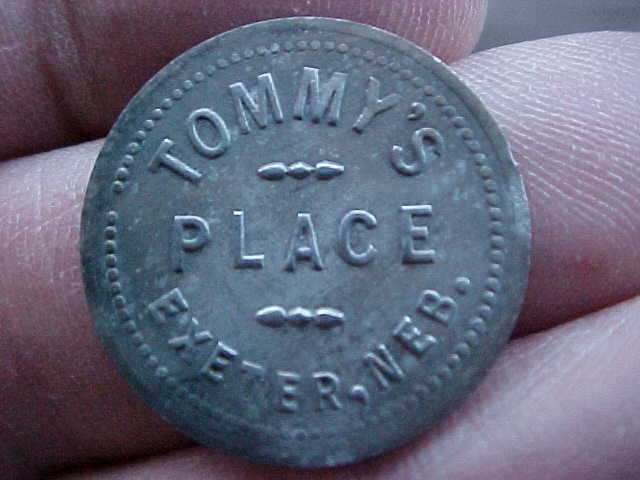 TOMMY'S
PLACE
EXETER, NEB.